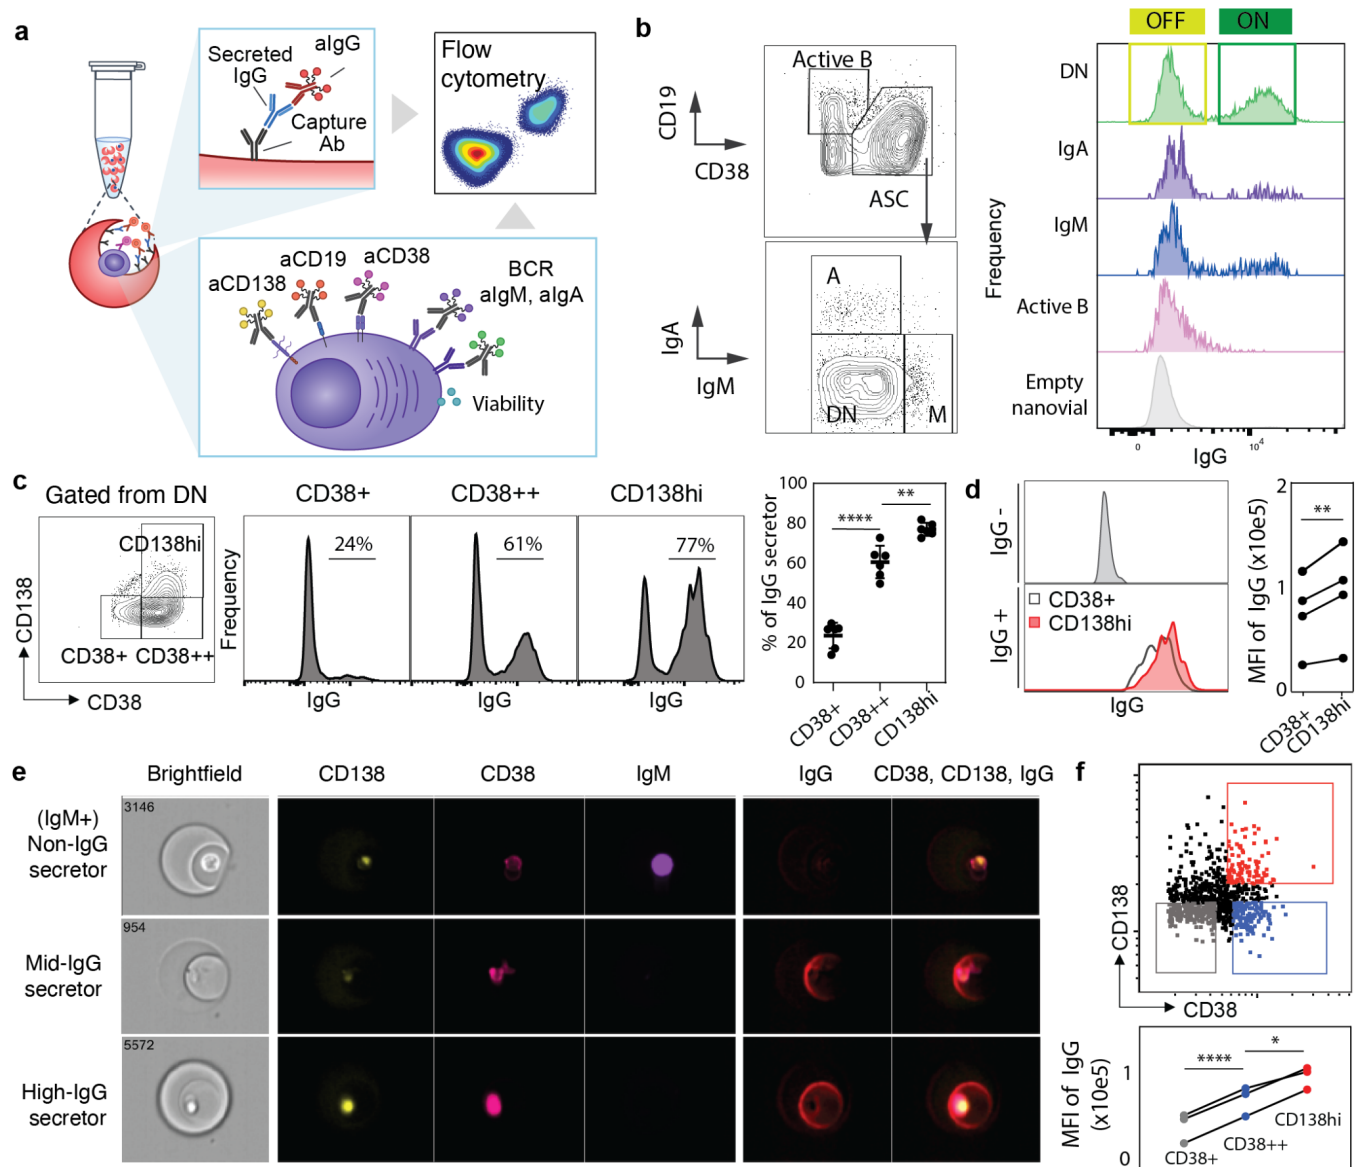 a
Secreted
IgG
aIgG
Capture
Ab
Flow
cytometry
aCD138
aCD19
aCD38
BCR
aIgM, aIgA
Viability
b
CD19
CD38
Active B
ASC
IgA
IgM
A
DN
M
OFF
ON
Frequency
DN
IgA
IgM
Active B
Empty
nanovial
0
10^4
IgG
c
Gated from DN
CD138hi
CD38+
CD38++
CD138
CD38
CD38+
CD38++
CD138hi
Frequency
24%
61%
77%
IgG
IgG
IgG
% of IgG secretor
100
80
60
40
20
0
****
**
CD38+
CD38++
CD138hi
d
IgG -
IgG +
CD38+
CD138hi
IgG
MFI of IgG (x10e5)
2
1
0
**
CD38+
CD138hi
e
Brightfield
CD138
CD38
IgM
IgG
CD38, CD138, IgG
(IgM+)
Non-IgG
secretor
3146
Mid-IgG
secretor
954
High-IgG
secretor
5572
f
CD138
CD38
MFI of IgG
(x10e5)
1
0
****
*
CD38+
CD38++
CD138hi